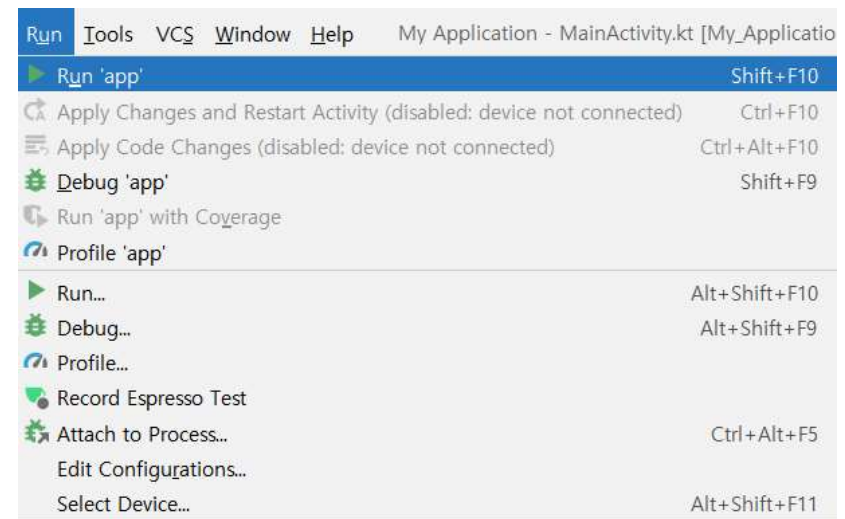 Run Tools VCS Window Help My Application - MainActivity.kt [My_Applicatio
Run 'app' Shift+F10
Apply Changes and Restart Activity (disabled: device not connected) Ctrl+F10
Apply Code Changes (disabled: device not connected) Ctrl+Alt+F10
Debug 'app' Shift+F9
Run 'app' with Coverage
Profile 'app'
Run... Alt+Shift+F10
Debug... Alt+Shift+F9
Profile...
Record Espresso Test
Attach to Process... Ctrl+Alt+F5
Edit Configurations...
Select Device... Alt+Shift+F11